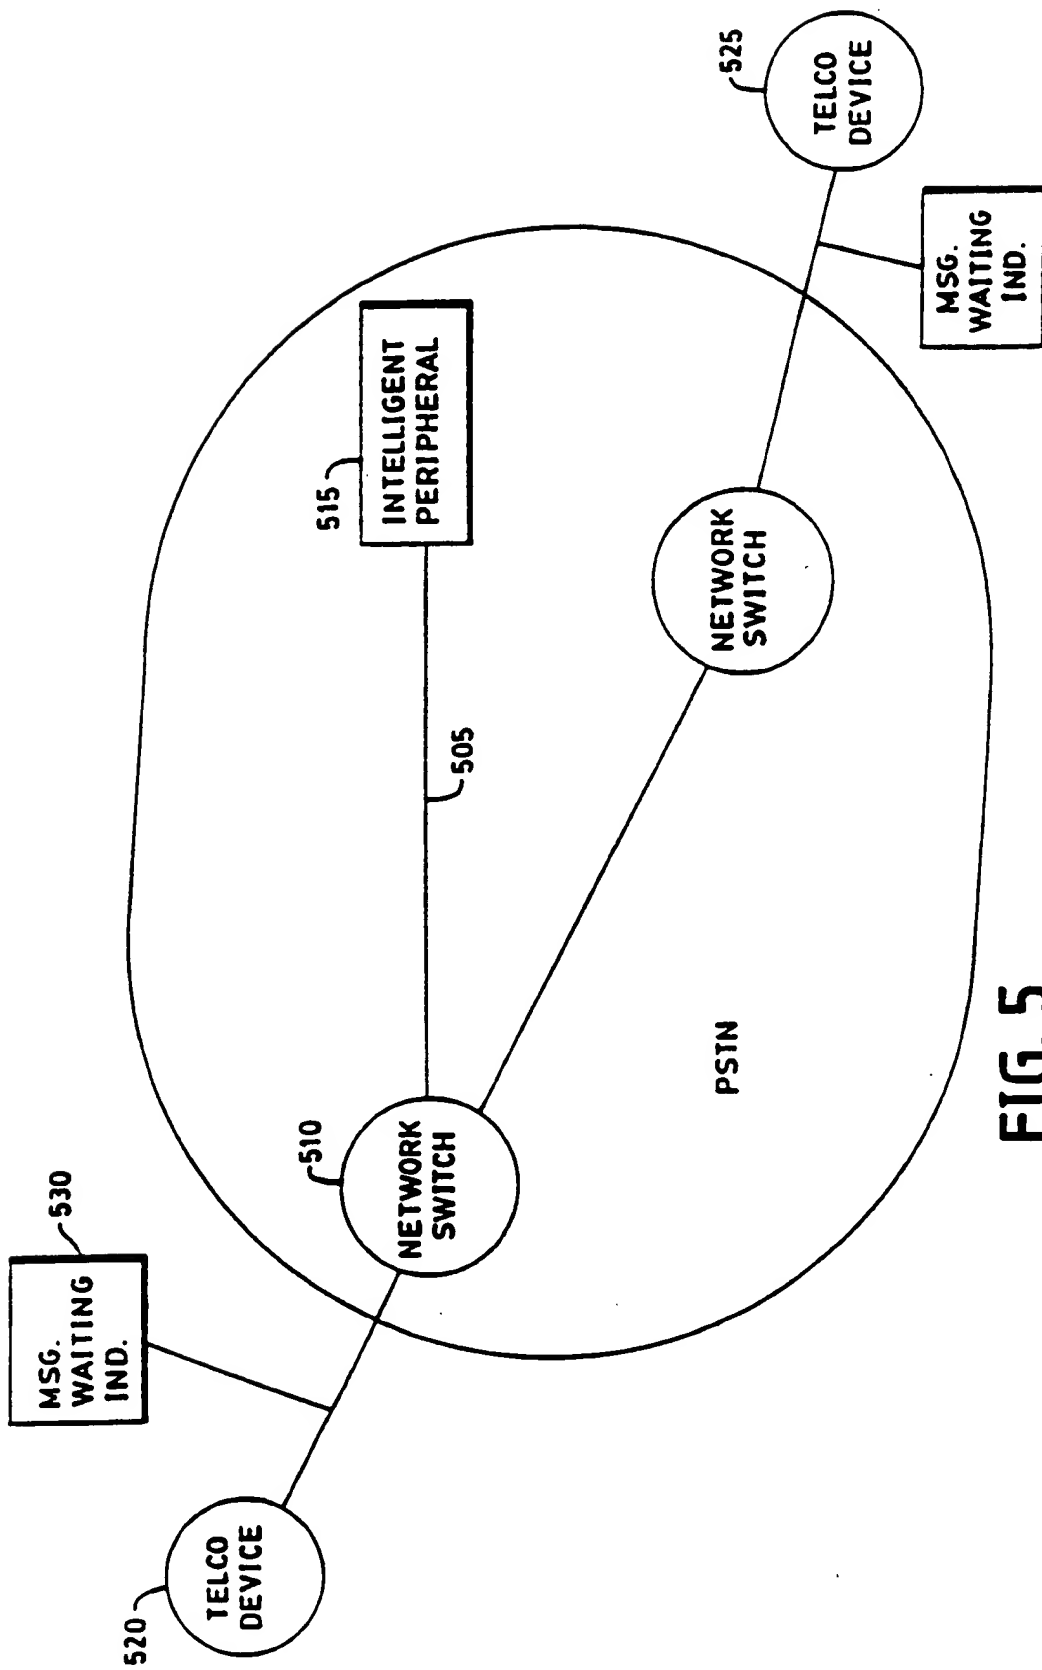 MSG.
WAITING
IND.
530
520
TELCO
DEVICE
510
NETWORK
SWITCH
505
515
INTELLIGENT
PERIPHERAL
NETWORK
SWITCH
525
TELCO
DEVICE
MSG.
WAITING
IND.
PSTN
FIG. 5